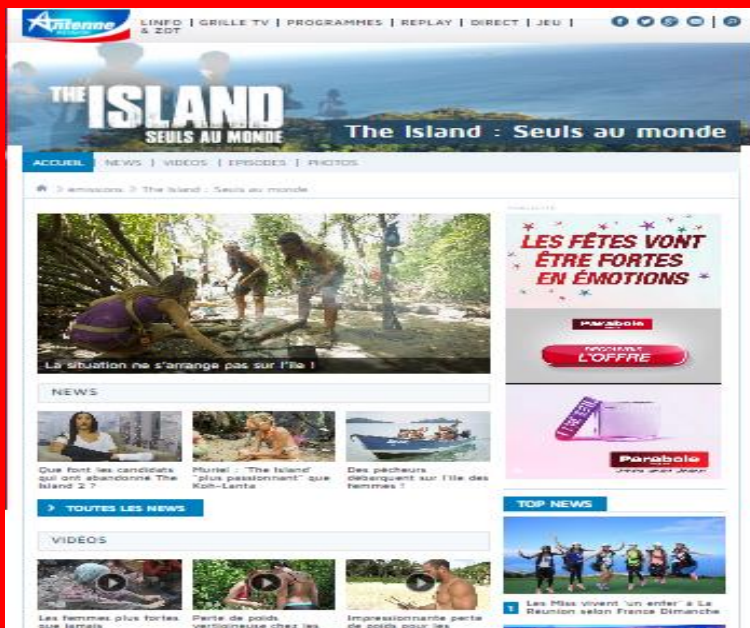 Antenne
RÉUNION
LINFO | GRILLE TV | PROGRAMMES | REPLAY | DIRECT | JEU |
& ZOT
THE ISLAND
SEULS AU MONDE
The Island : Seuls au monde
ACCUEIL | NEWS | VIDÉOS | EPISODES | PHOTOS
> emissions > The Island : Seuls au monde
La situation ne s'arrange pas sur l'île !
NEWS
Que font les candidats
qui ont abandonné The
Island 2 ?
Muriel : "The Island"
"plus passionnant" que
Koh-Lanta
Des pêcheurs
débarquent sur l'île des
femmes !
> TOUTES LES NEWS
VIDEOS
Les femmes plus fortes
que jamais
Perte de poids
vertigineuse chez les
Impressionnante perte
de poids pour les
PUBLICITÉ
LES FÊTES VONT
ÊTRE FORTES
EN ÉMOTIONS
Parabole
L'OFFRE
Parabole
TOP NEWS
1 Les Miss vivent "un enfer" à La
Réunion selon France Dimanche